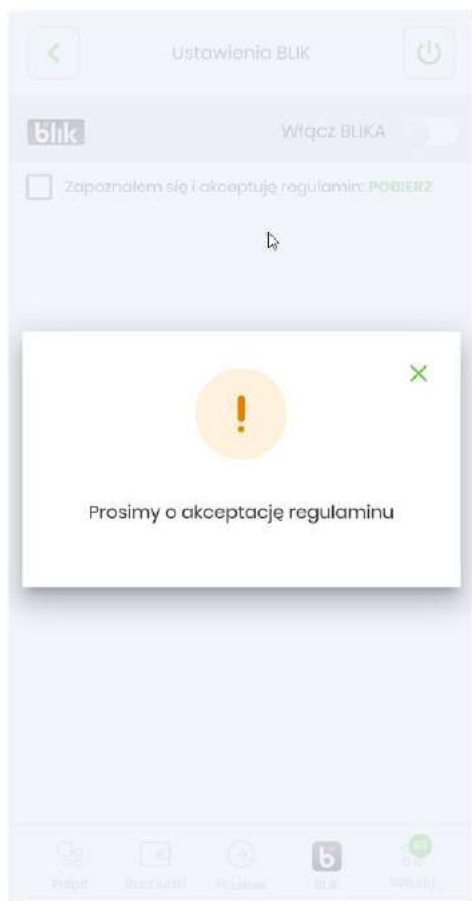 Ustawienia BLIK
blik
Włącz BLIKA
Zapoznałem się i akceptuję regulamin: POBIERZ
!
Prosimy o akceptację regulaminu
Pulpit Rachunki Przelew BLIK Więcej